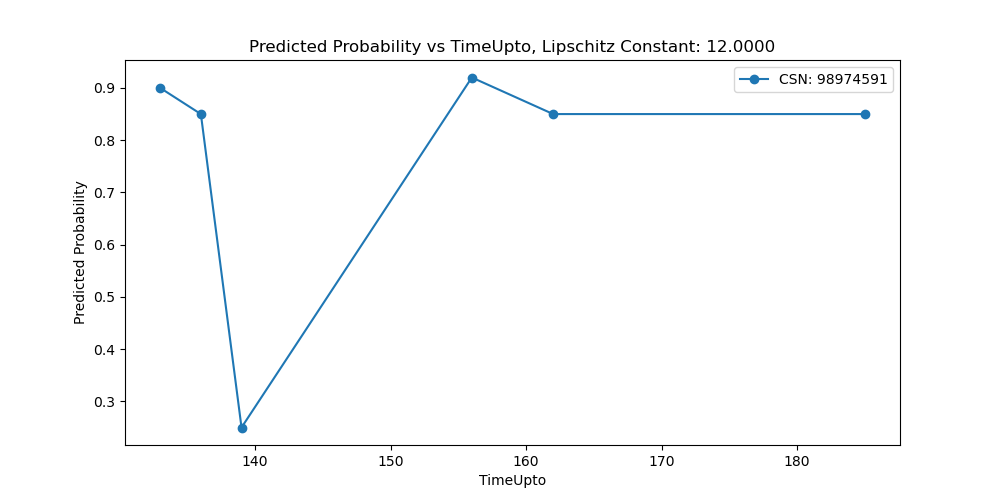 Predicted Probability vs TimeUpto, Lipschitz Constant: 12.0000
CSN: 98974591
Predicted Probability
0.9
0.8
0.7
0.6
0.5
0.4
0.3
140 150 160 170 180
TimeUpto